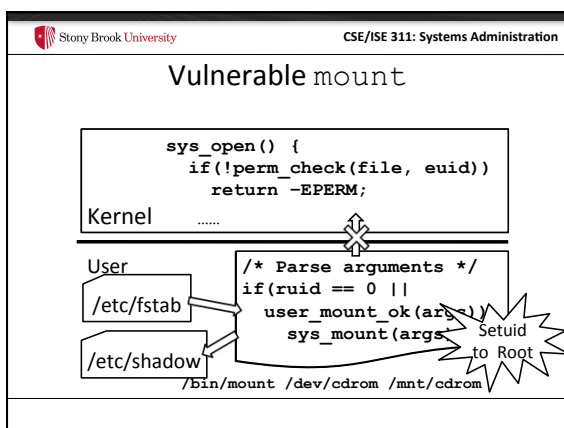 Stony Brook University
CSE/ISE 311: Systems Administration
Vulnerable mount
sys_open() {
if(!perm_check(file, euid))
return –EPERM;
Kernel
......
User
/* Parse arguments */
if(ruid == 0 ||
user_mount_ok(args))
sys_mount(args
/etc/fstab
/etc/shadow
Setuid
to Root
/bin/mount /dev/cdrom /mnt/cdrom